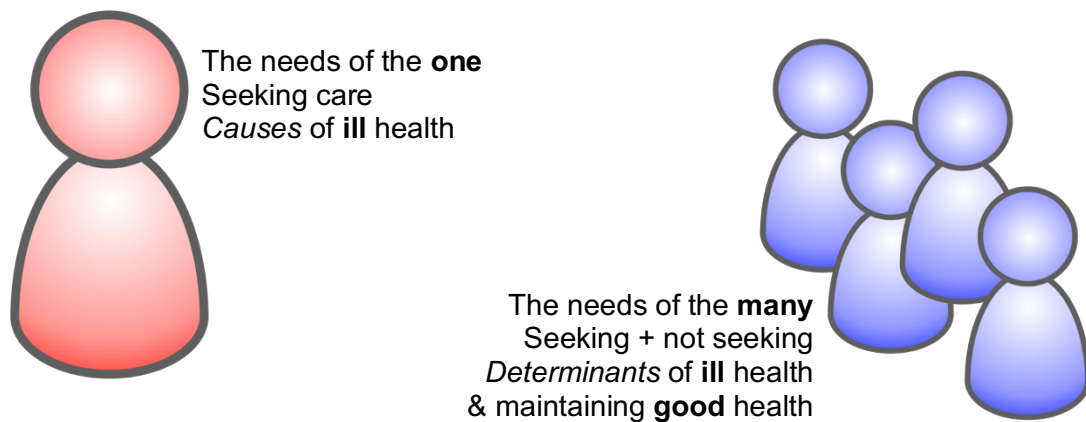 The needs of the one
Seeking care
Causes of ill health
The needs of the many
Seeking + not seeking
Determinants of ill health
& maintaining good health